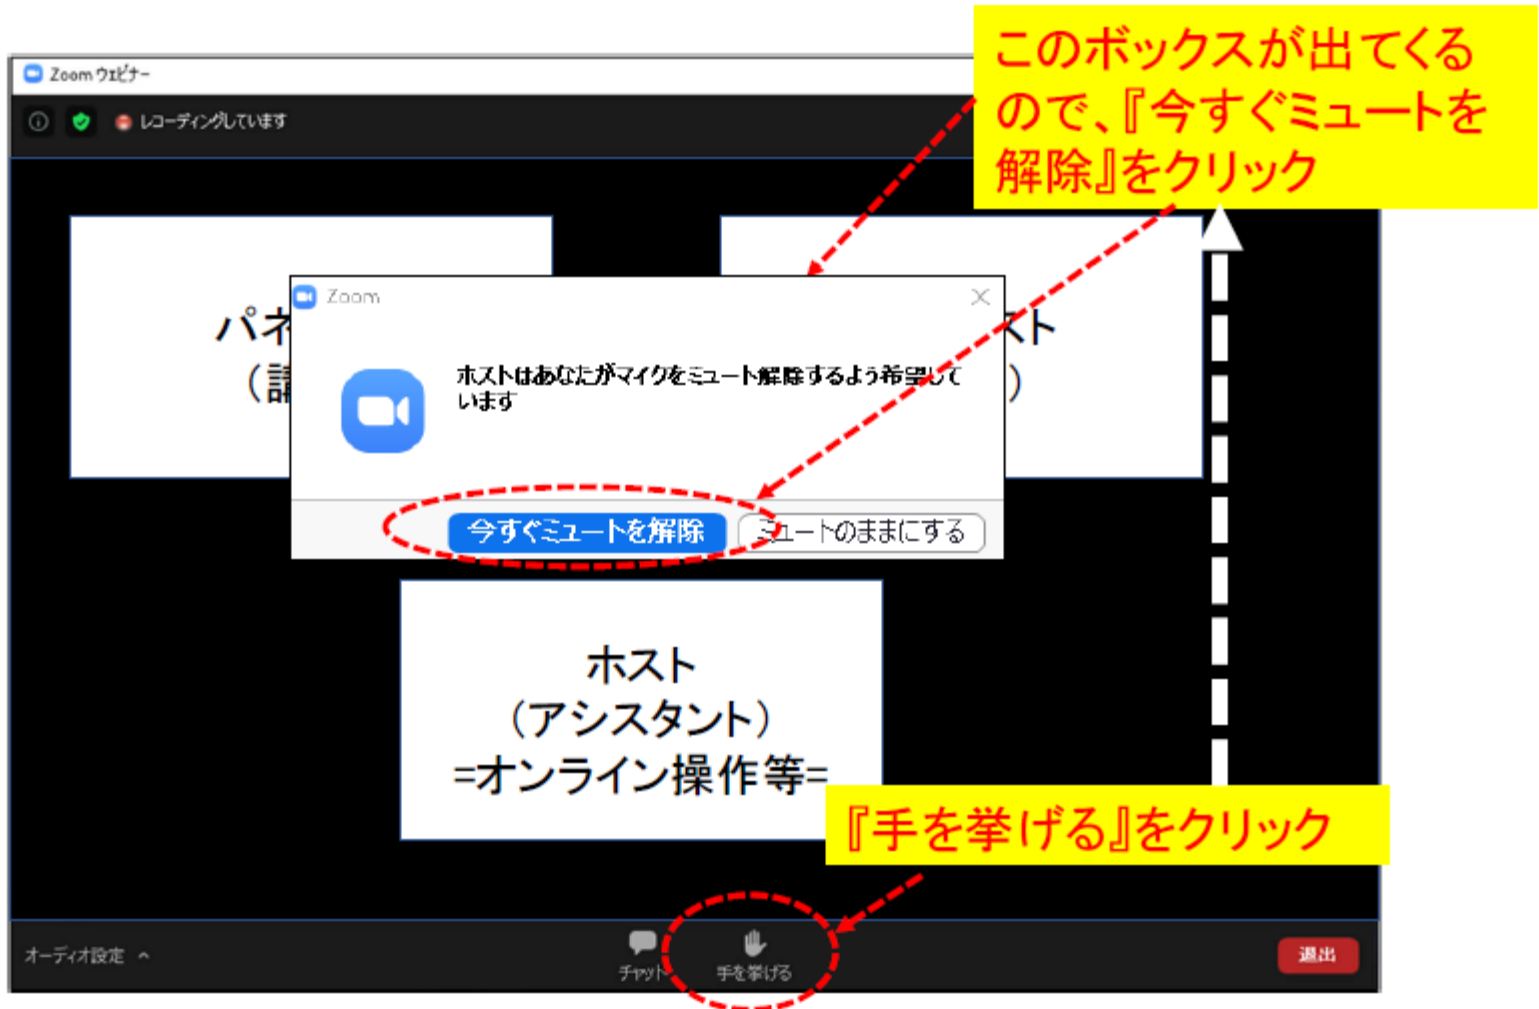 このボックスが出てくる
ので、『今すぐミュートを
解除』をクリック
Zoom ウェビナー
レコーディングしています
パネ
（講
スト
）
Zoom
ホストはあなたがマイクをミュート解除するよう希望して
います
今すぐミュートを解除
ミュートのままにする
ホスト
（アシスタント）
=オンライン操作等=
『手を挙げる』をクリック
オーディオ設定
チャット
手を挙げる
退出